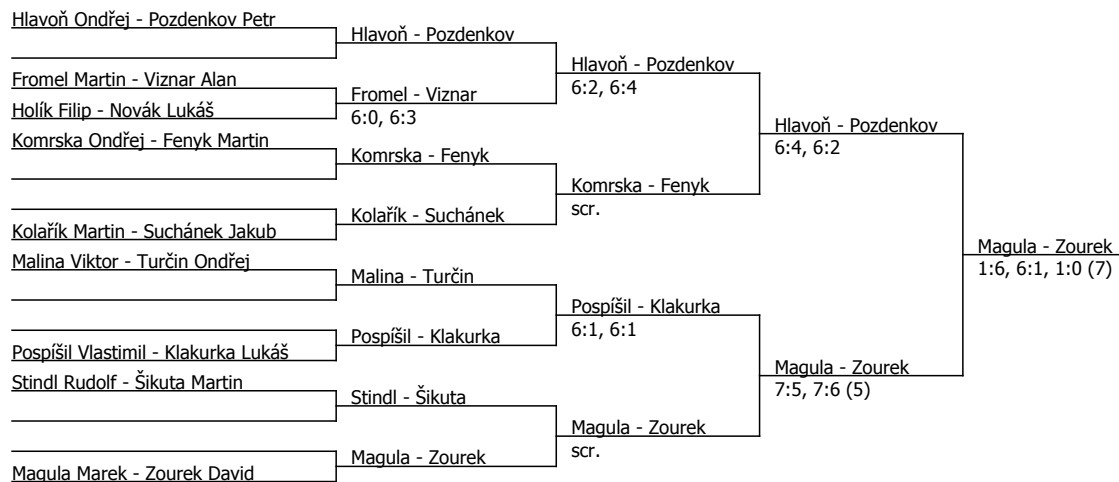 Hlavoň Ondřej - Pozdenkov Petr
Hlavoň - Pozdenkov
Hlavoň - Pozdenkov
6:2, 6:4
Fromel Martin - Viznar Alan
Fromel - Viznar
6:0, 6:3
Holík Filip - Novák Lukáš
Hlavoň - Pozdenkov
6:4, 6:2
Komrska Ondřej - Fenyk Martin
Komrska - Fenyk
Komrska - Fenyk
scr.
Kolařík - Suchánek
Kolařík Martin - Suchánek Jakub
Magula - Zourek
1:6, 6:1, 1:0 (7)
Malina Viktor - Turčin Ondřej
Malina - Turčin
Pospíšil - Klakurka
6:1, 6:1
Pospíšil - Klakurka
Pospíšil Vlastimil - Klakurka Lukáš
Magula - Zourek
7:5, 7:6 (5)
Stindl Rudolf - Šikuta Martin
Stindl - Šikuta
Magula - Zourek
scr.
Magula - Zourek
Magula Marek - Zourek David